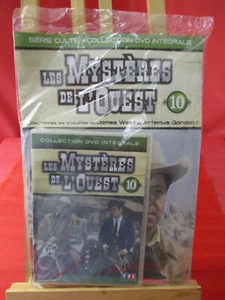 SÉRIE CULTE • COLLECTION DVD INTÉGRALE
LES MYSTÈRES
DE L'OUEST 10
James West Artemus Gordon !
COLLECTION DVD INTÉGRALE
LES MYSTÈRES
DE L'OUEST 10
TF1